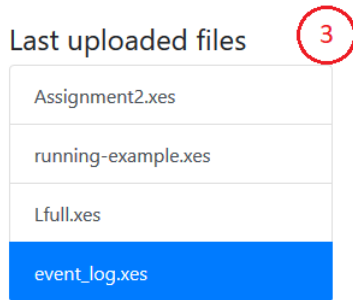 Last uploaded files
3
Assignment2.xes
running-example.xes
Lfull.xes
event_log.xes